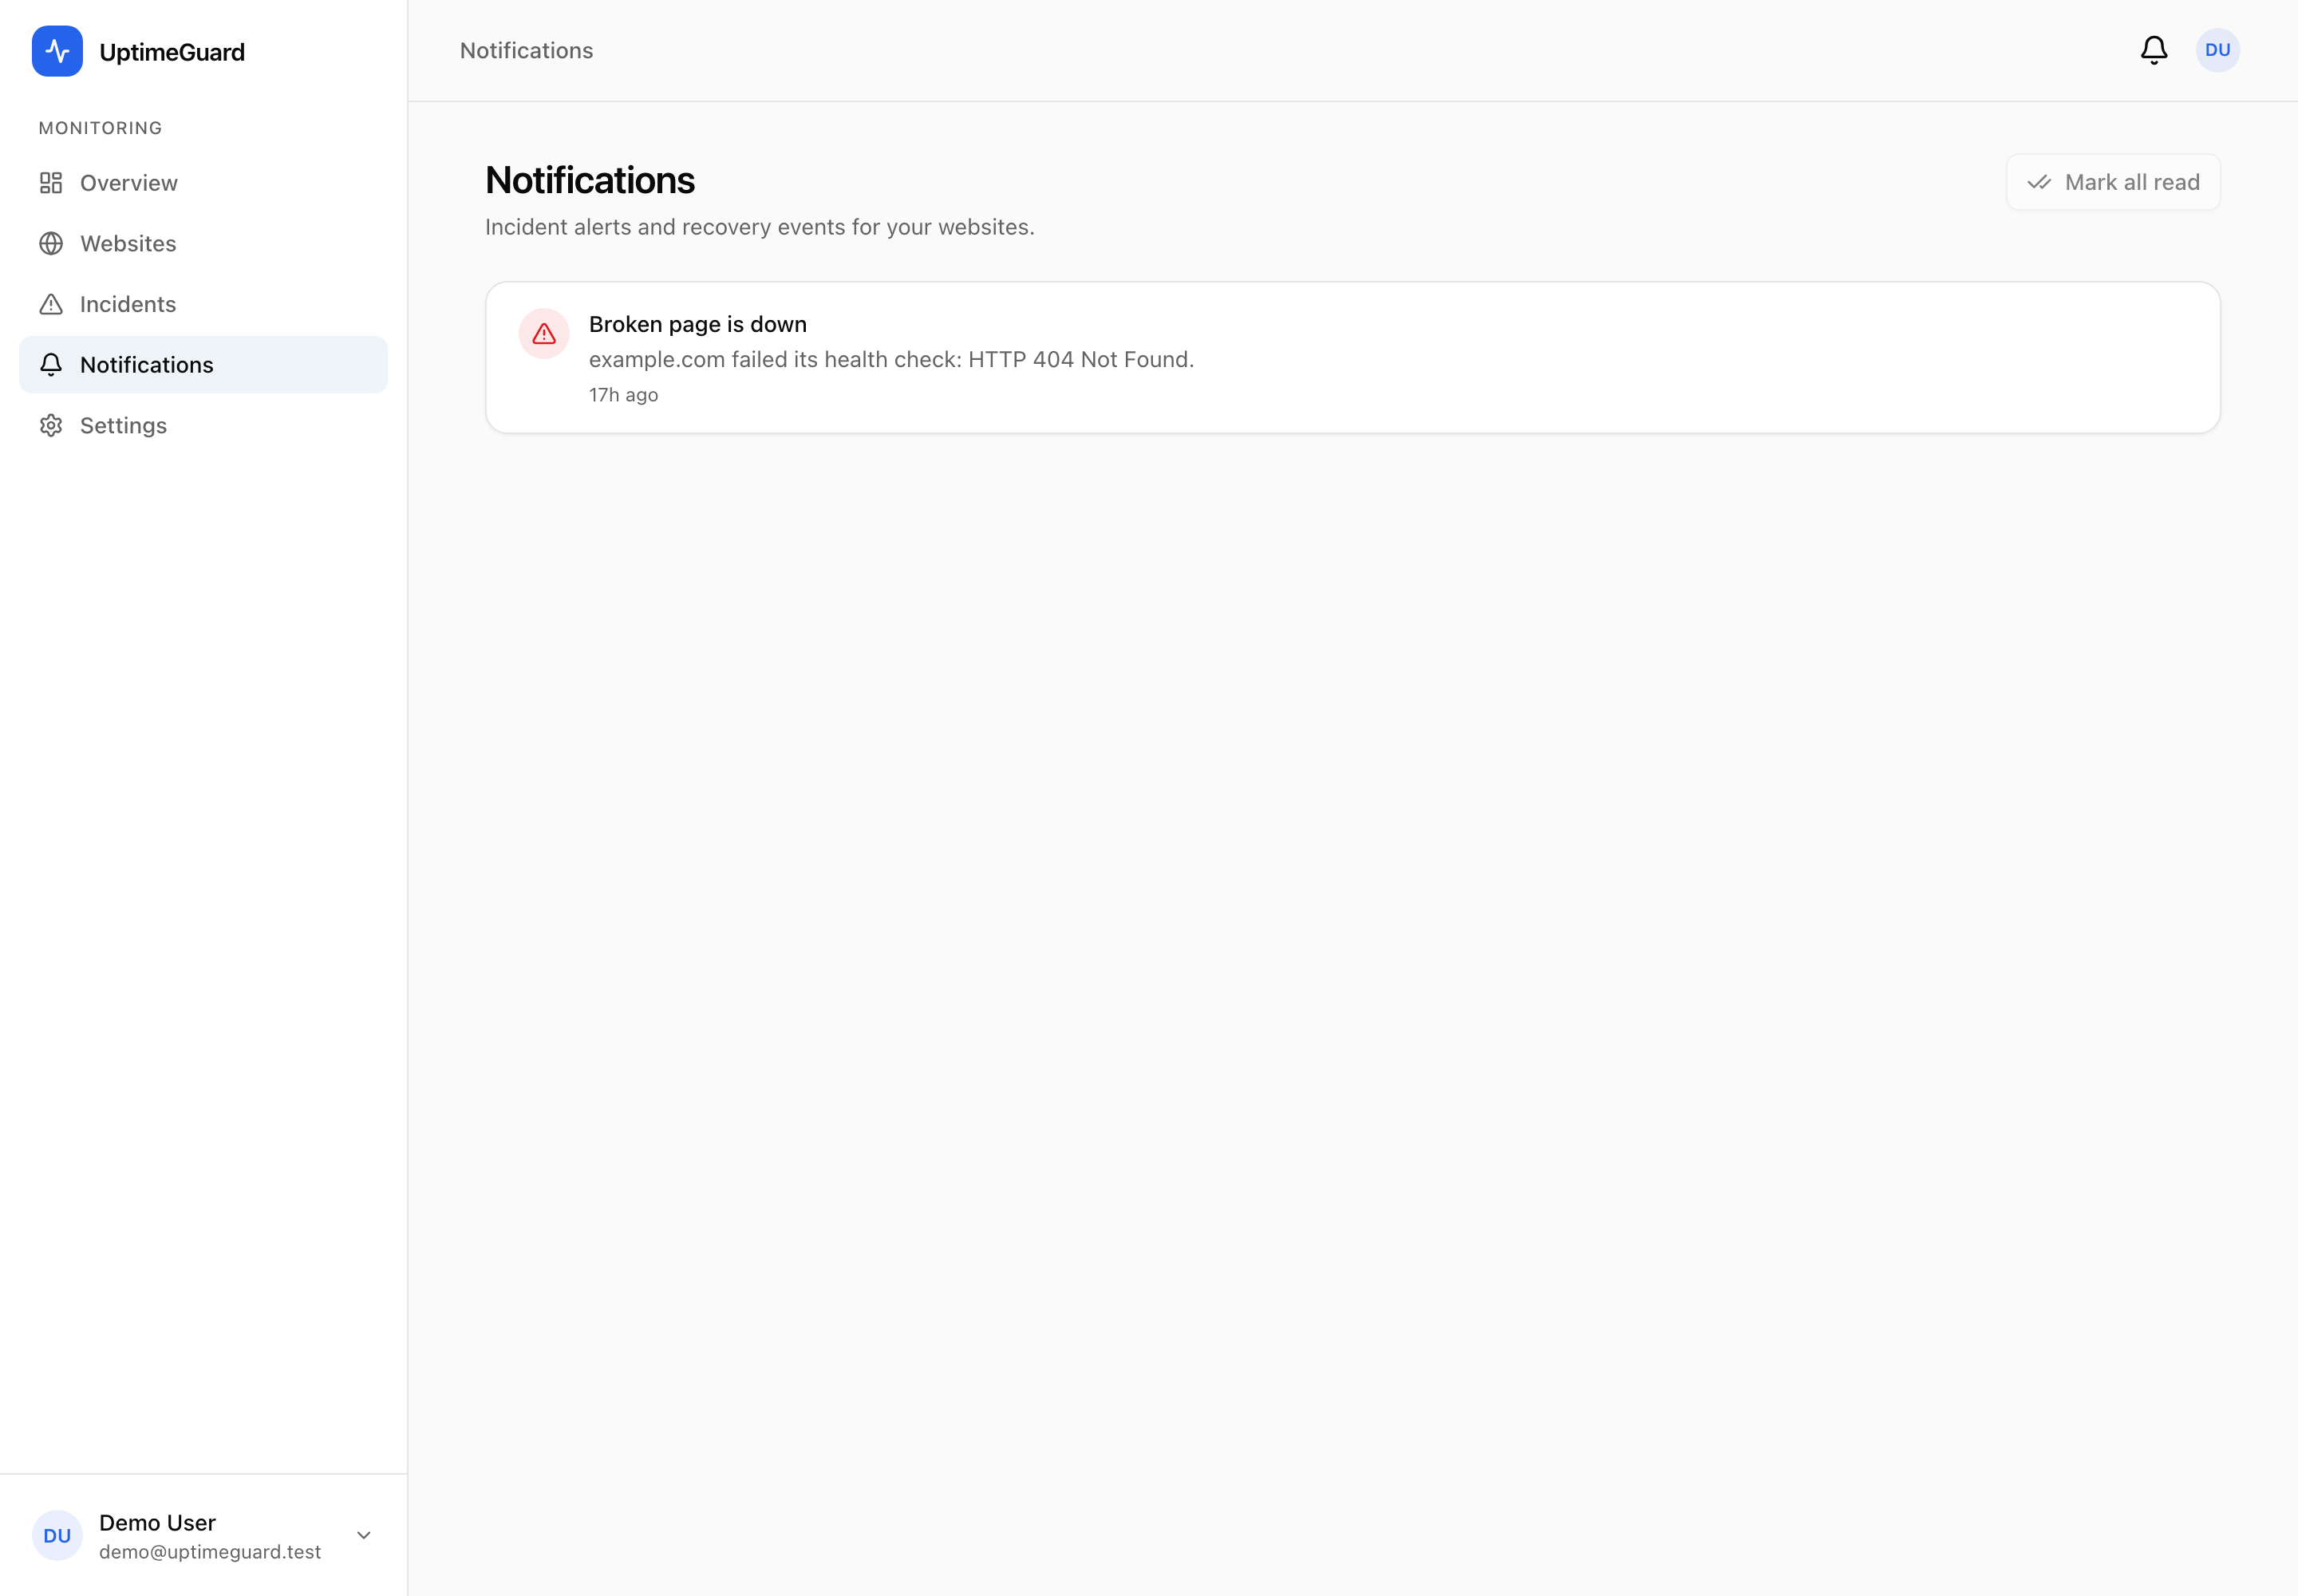 UptimeGuard
MONITORING
Overview
Websites
Incidents
Notifications
Settings
Demo User
demo@uptimeguard.test
DU
Notifications
DU
Notifications
Incident alerts and recovery events for your websites.
Mark all read
Broken page is down
example.com failed its health check: HTTP 404 Not Found.
17h ago